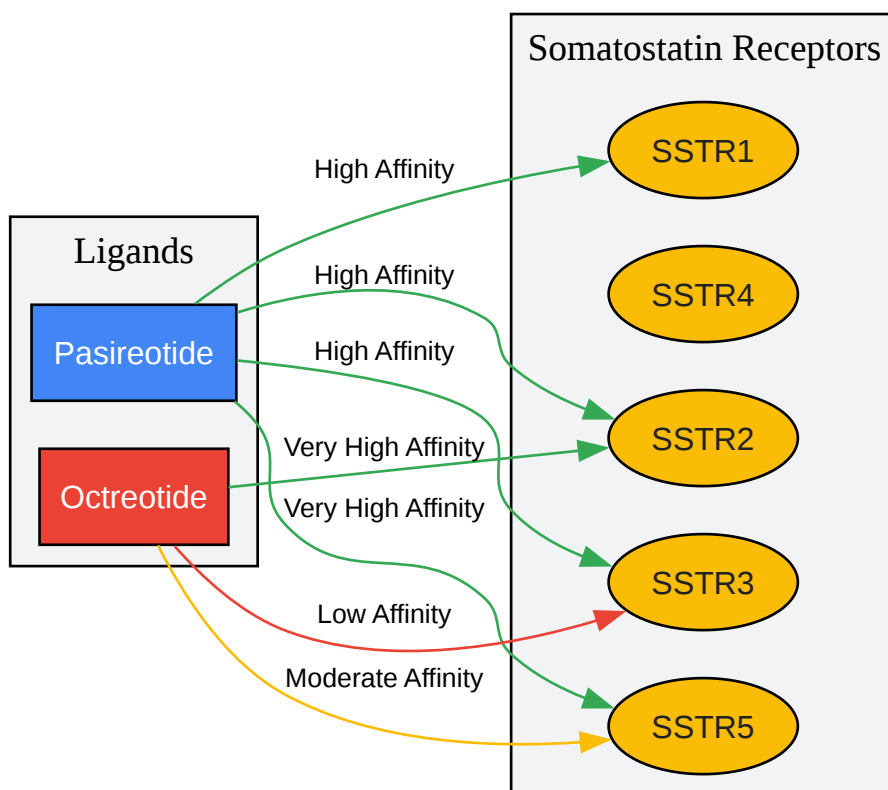 Somatostatin Receptors
SSTR1
High Affinity
Ligands
High Affinity
SSTR4
Pasireotide
High Affinity
SSTR2
Very High Affinity
Octreotide
Very High Affinity
SSTR3
Low Affinity
Moderate Affinity
SSTR5